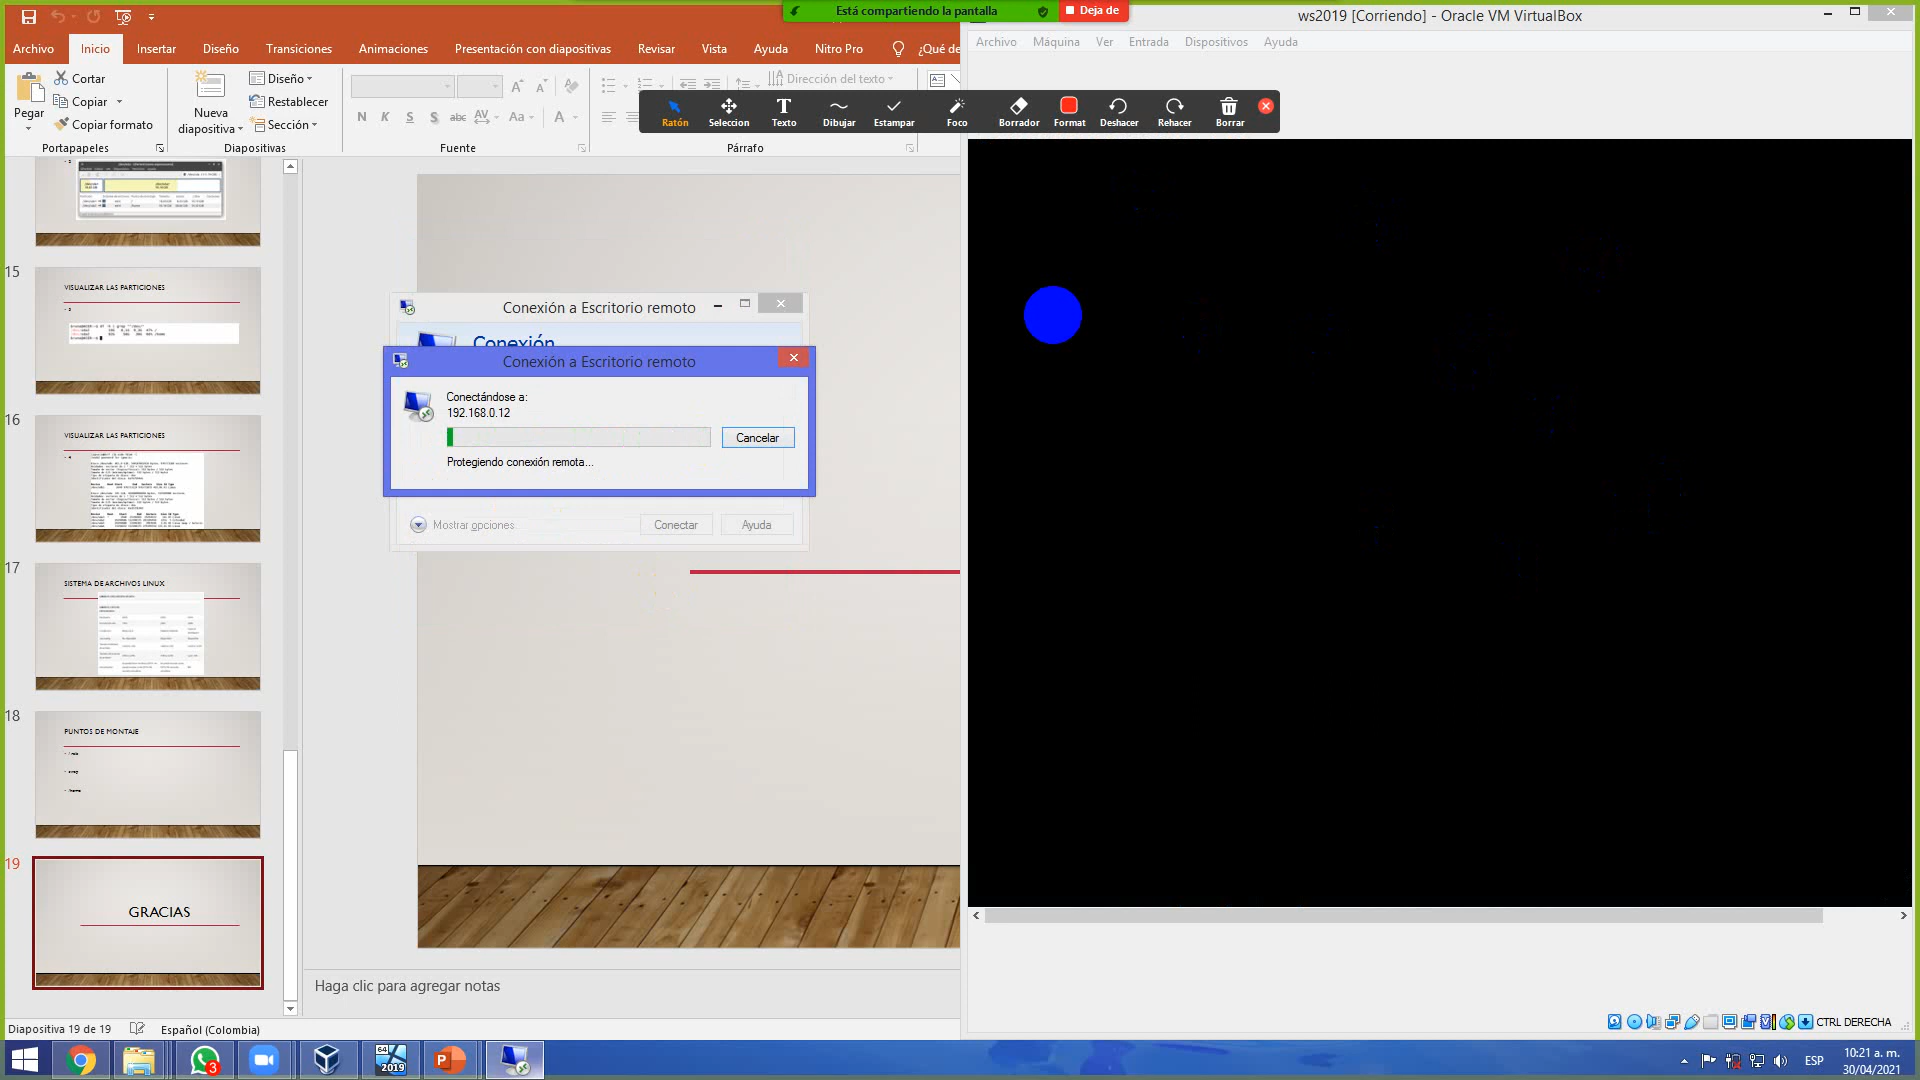 Está compartiendo la pantalla
Deja de
ws2019 [Corriendo] - Oracle VM VirtualBox
Archivo Inicio Insertar Diseño Transiciones Animaciones Presentación con diapositivas Revisar Vista Ayuda Nitro Pro ¿Qué de
Archivo Máquina Ver Entrada Dispositivos Ayuda
Pegar
Cortar
Copiar
Copiar formato
Portapapeles
Nueva
diapositiva
Diseño
Restablecer
Sección
Diapositivas
N K S S abc AV Aa A
Fuente
Dirección del texto
Párrafo
Ratón Seleccion Texto Dibujar Estampar Foco Borrador Format Deshacer Rehacer Borrar
15
VISUALIZAR LAS PARTICIONES
16
VISUALIZAR LAS PARTICIONES
17
SISTEMA DE ARCHIVOS LINUX
18
PUNTOS DE MONTAJE
19
GRACIAS
Conexión a Escritorio remoto
Conexión
Conexión a Escritorio remoto
Conectándose a:
192.168.0.12
Cancelar
Protegiendo conexión remota...
Mostrar opciones
Conectar
Ayuda
Haga clic para agregar notas
Diapositiva 19 de 19
Español (Colombia)
CTRL DERECHA
3
64
2019
ESP
10:21 a. m.
30/04/2021